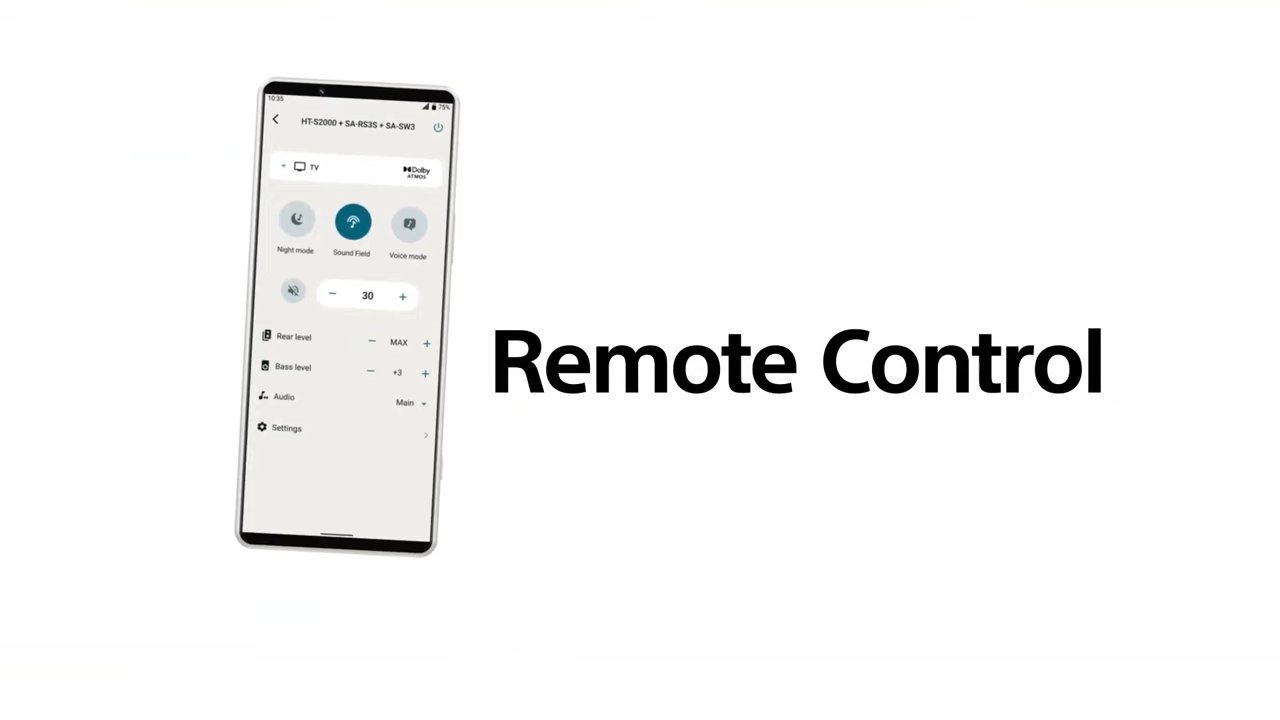 10:35
75%
HT-S2000 + SA-RS3S + SA-SW3
TV
Dolby
ATMOS
Night mode
Sound Field
Voice mode
30
Rear level
MAX
Bass level
+3
Audio
Main
Settings
Remote Control